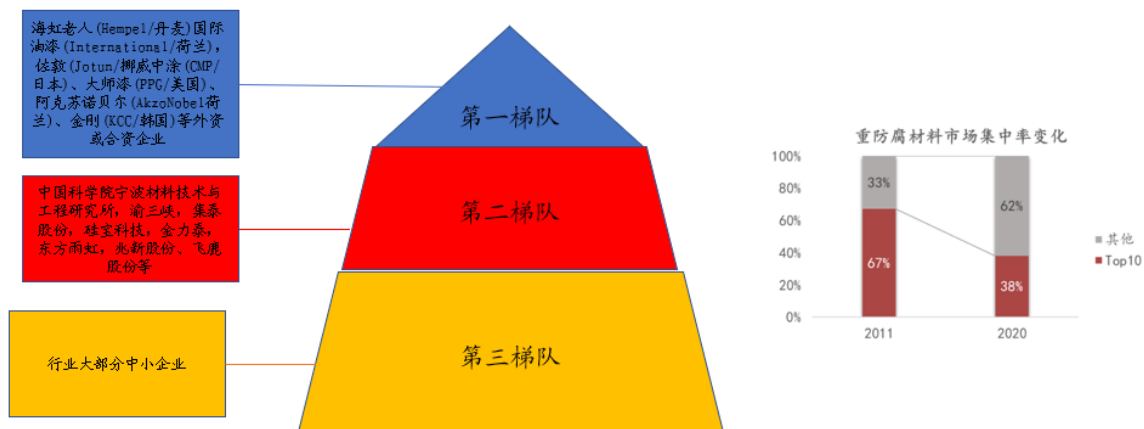 海虹老人(Hempel/丹麦)国际
油漆(International/荷兰),
佐敦(Jotun/挪威中涂(CMP/
日本)、大师漆(PPG/美国)、
阿克苏诺贝尔(AkzoNobel荷
兰)、金刚(KCC/韩国)等外资
或合资企业
第一梯队
中国科学院宁波材料技术与
工程研究所，渝三峡，集泰
股份，硅宝科技，金力泰，
东方雨虹，兆新股份、飞鹿
股份等
第二梯队
行业大部分中小企业
第三梯队
重防腐材料市场集中率变化
100%
80%
60%
40%
20%
0%
33%
67%
62%
38%
2011
2020
其他
Top10